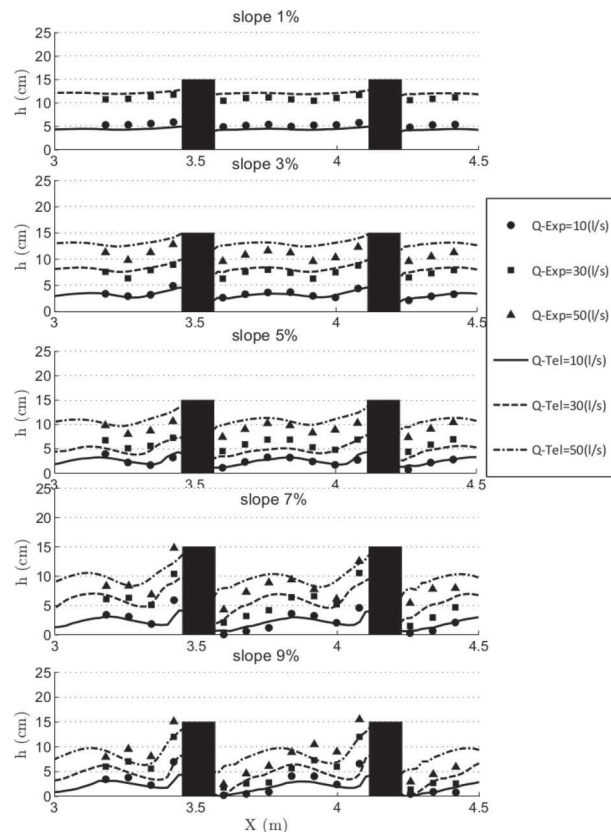 slope 1%
25
20
15
10
5
0
h (cm)
3
3.5
4
4.5
slope 3%
25
20
15
10
5
0
h (cm)
3
3.5
4
4.5
slope 5%
25
20
15
10
5
0
h (cm)
3
3.5
4
4.5
slope 7%
25
20
15
10
5
0
h (cm)
3
3.5
4
4.5
slope 9%
25
20
15
10
5
0
h (cm)
3
3.5
4
4.5
X (m)
Q-Exp=10(l/s)
Q-Exp=30(l/s)
Q-Exp=50(l/s)
Q-Tel=10(l/s)
Q-Tel=30(l/s)
Q-Tel=50(l/s)